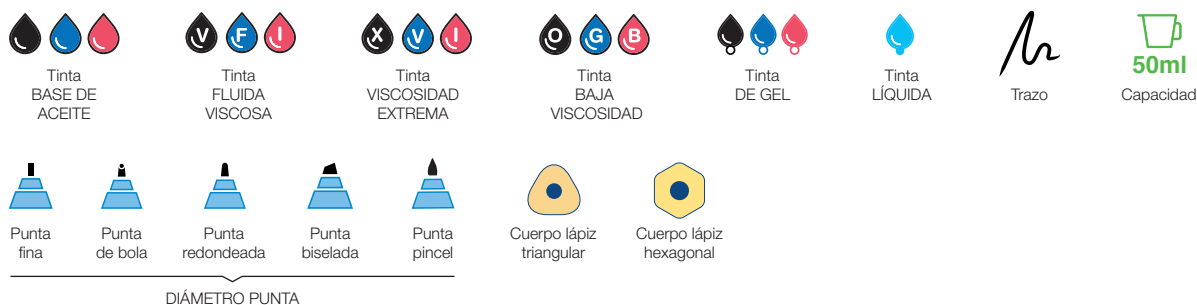 V F I
X V I
O G B
50ml
Tinta
BASE DE
ACEITE
Tinta
FLUIDA
VISCOSA
Tinta
VISCOSIDAD
EXTREMA
Tinta
BAJA
VISCOSIDAD
Tinta
DE GEL
Tinta
LÍQUIDA
Trazo
Capacidad
Punta
fina
Punta
de bola
Punta
redondeada
Punta
biselada
Punta
pincel
Cuerpo lápiz
triangular
Cuerpo lápiz
hexagonal
DIÁMETRO PUNTA